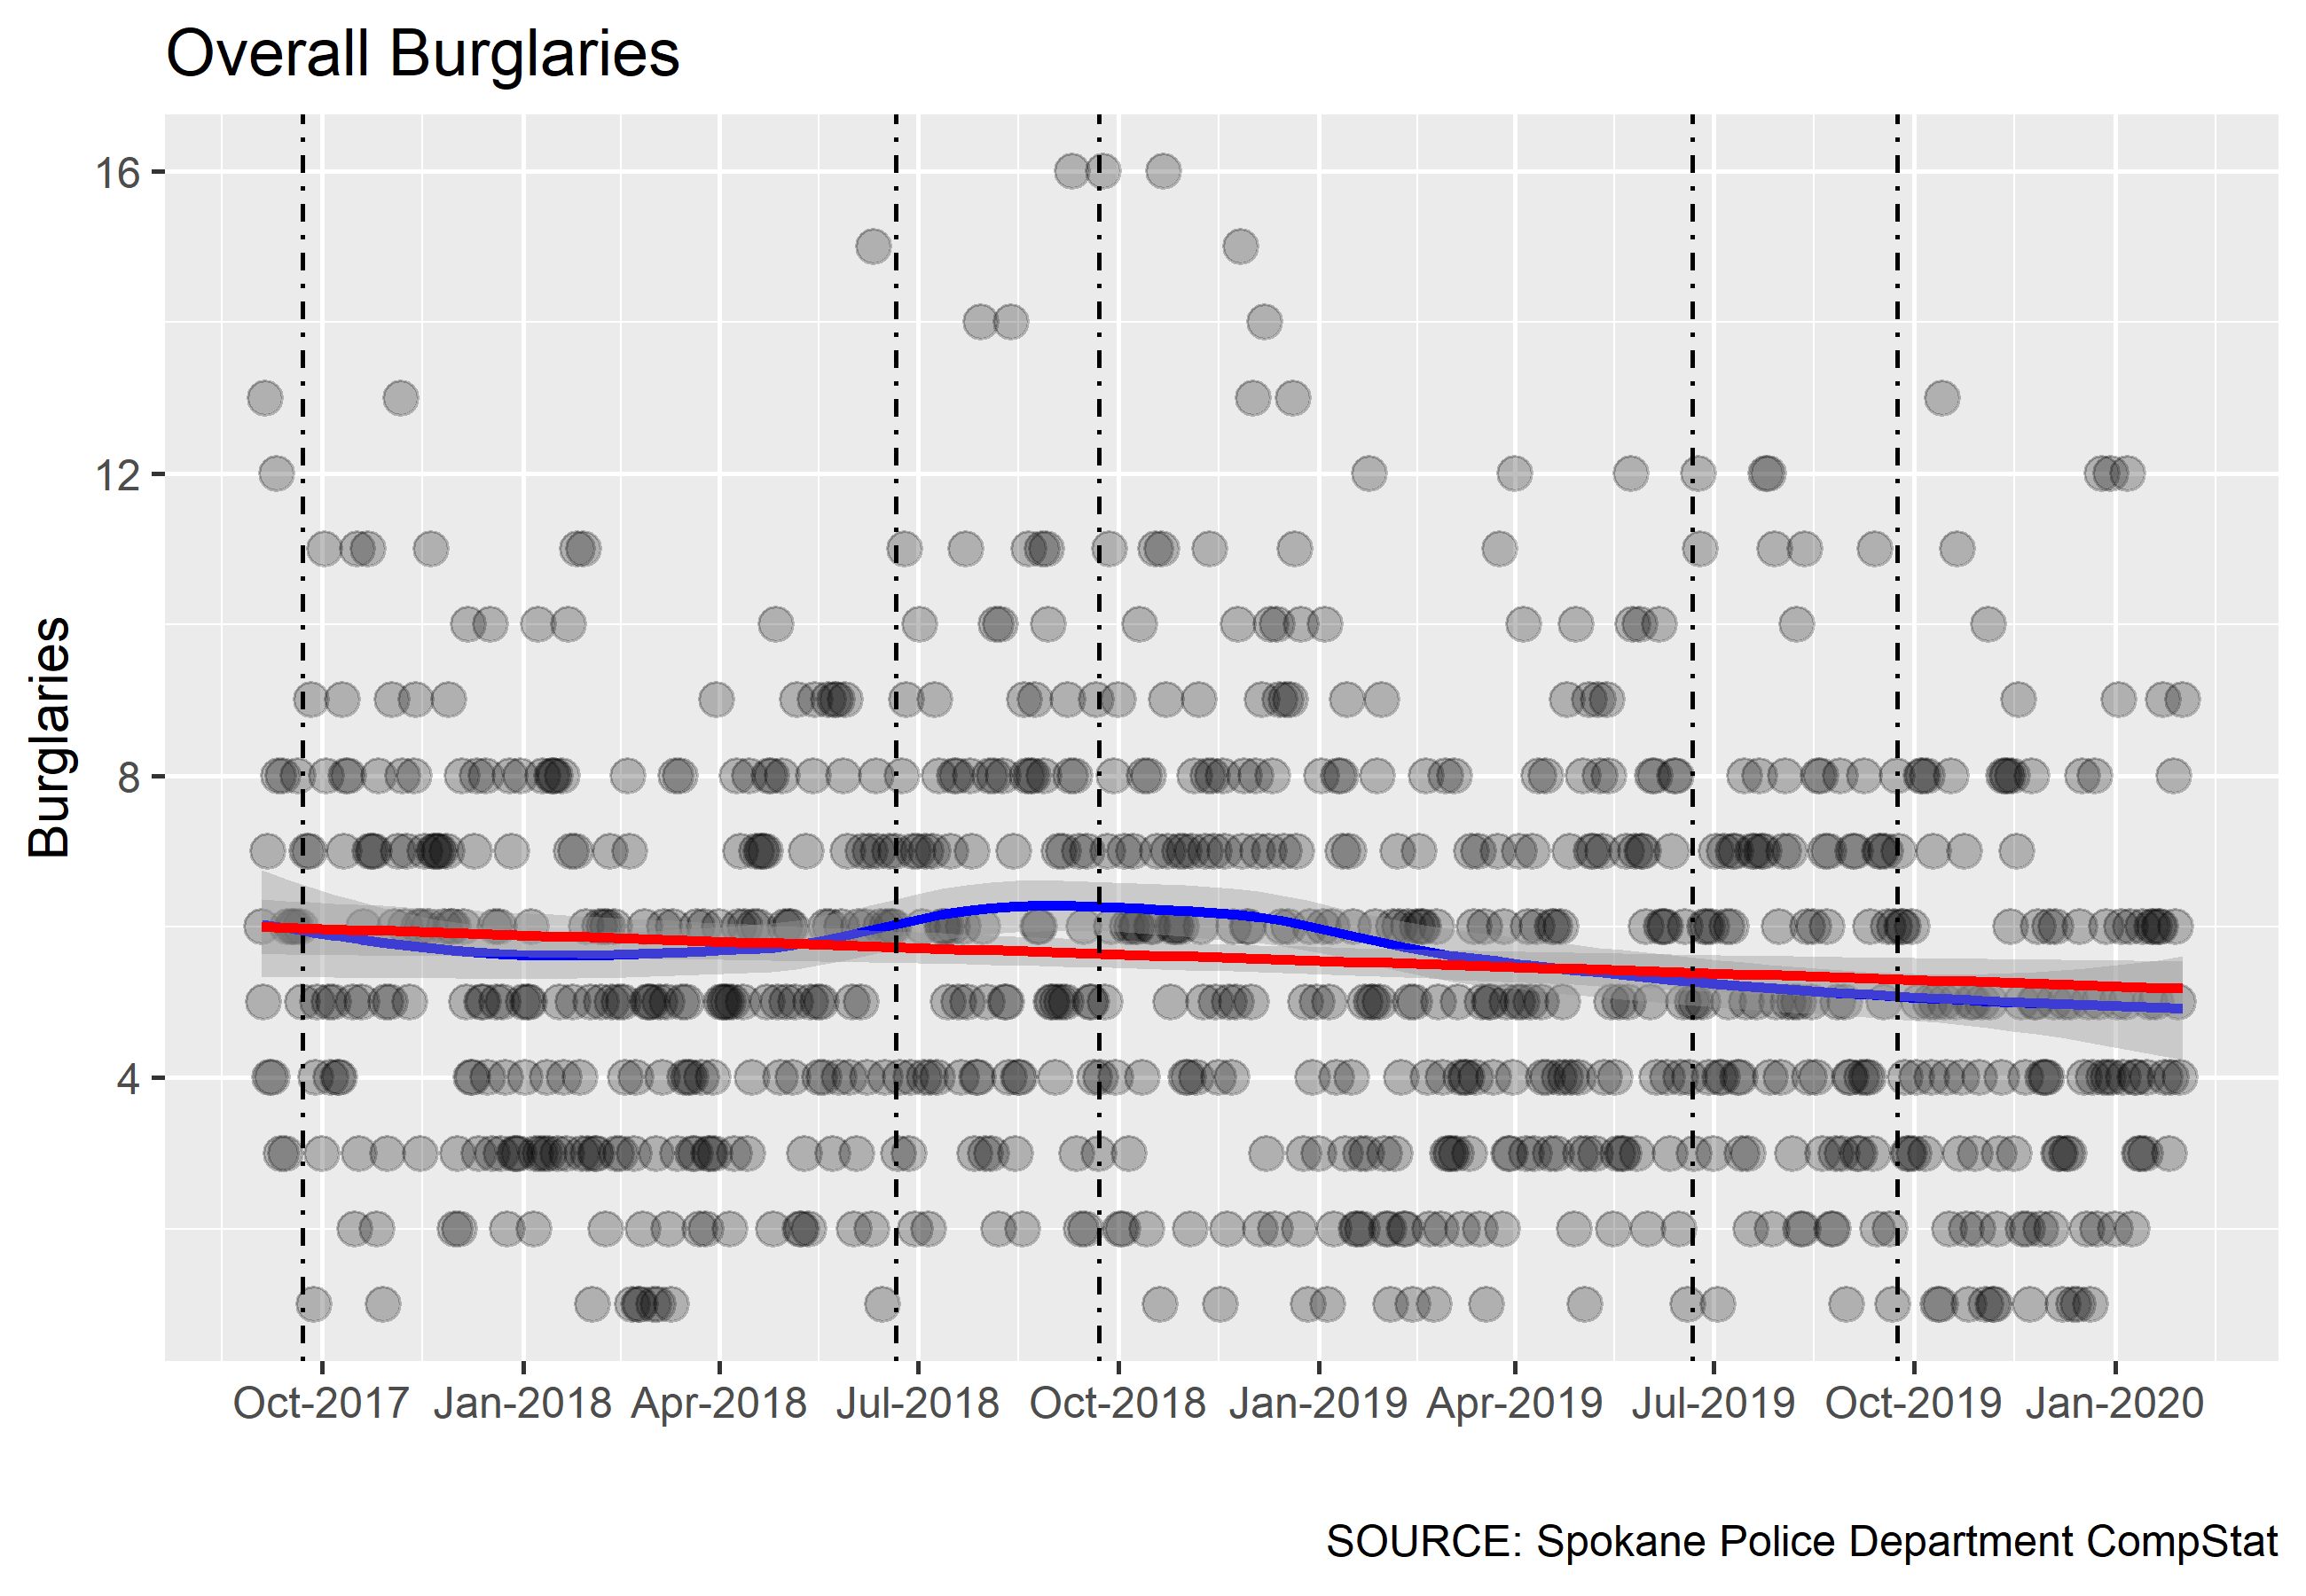 Overall Burglaries
16
12
8
4
Burglaries
Oct-2017 Jan-2018 Apr-2018 Jul-2018 Oct-2018 Jan-2019 Apr-2019 Jul-2019 Oct-2019 Jan-2020
SOURCE: Spokane Police Department CompStat